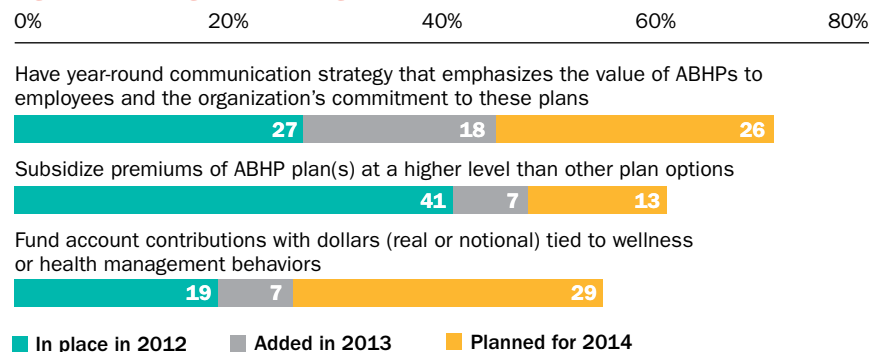 0% 20% 40% 60% 80%
Have year-round communication strategy that emphasizes the value of ABHPs to
employees and the organization’s commitment to these plans
27 18 26
Subsidize premiums of ABHP plan(s) at a higher level than other plan options
41 7 13
Fund account contributions with dollars (real or notional) tied to wellness
or health management behaviors
19 7 29
In place in 2012 Added in 2013 Planned for 2014